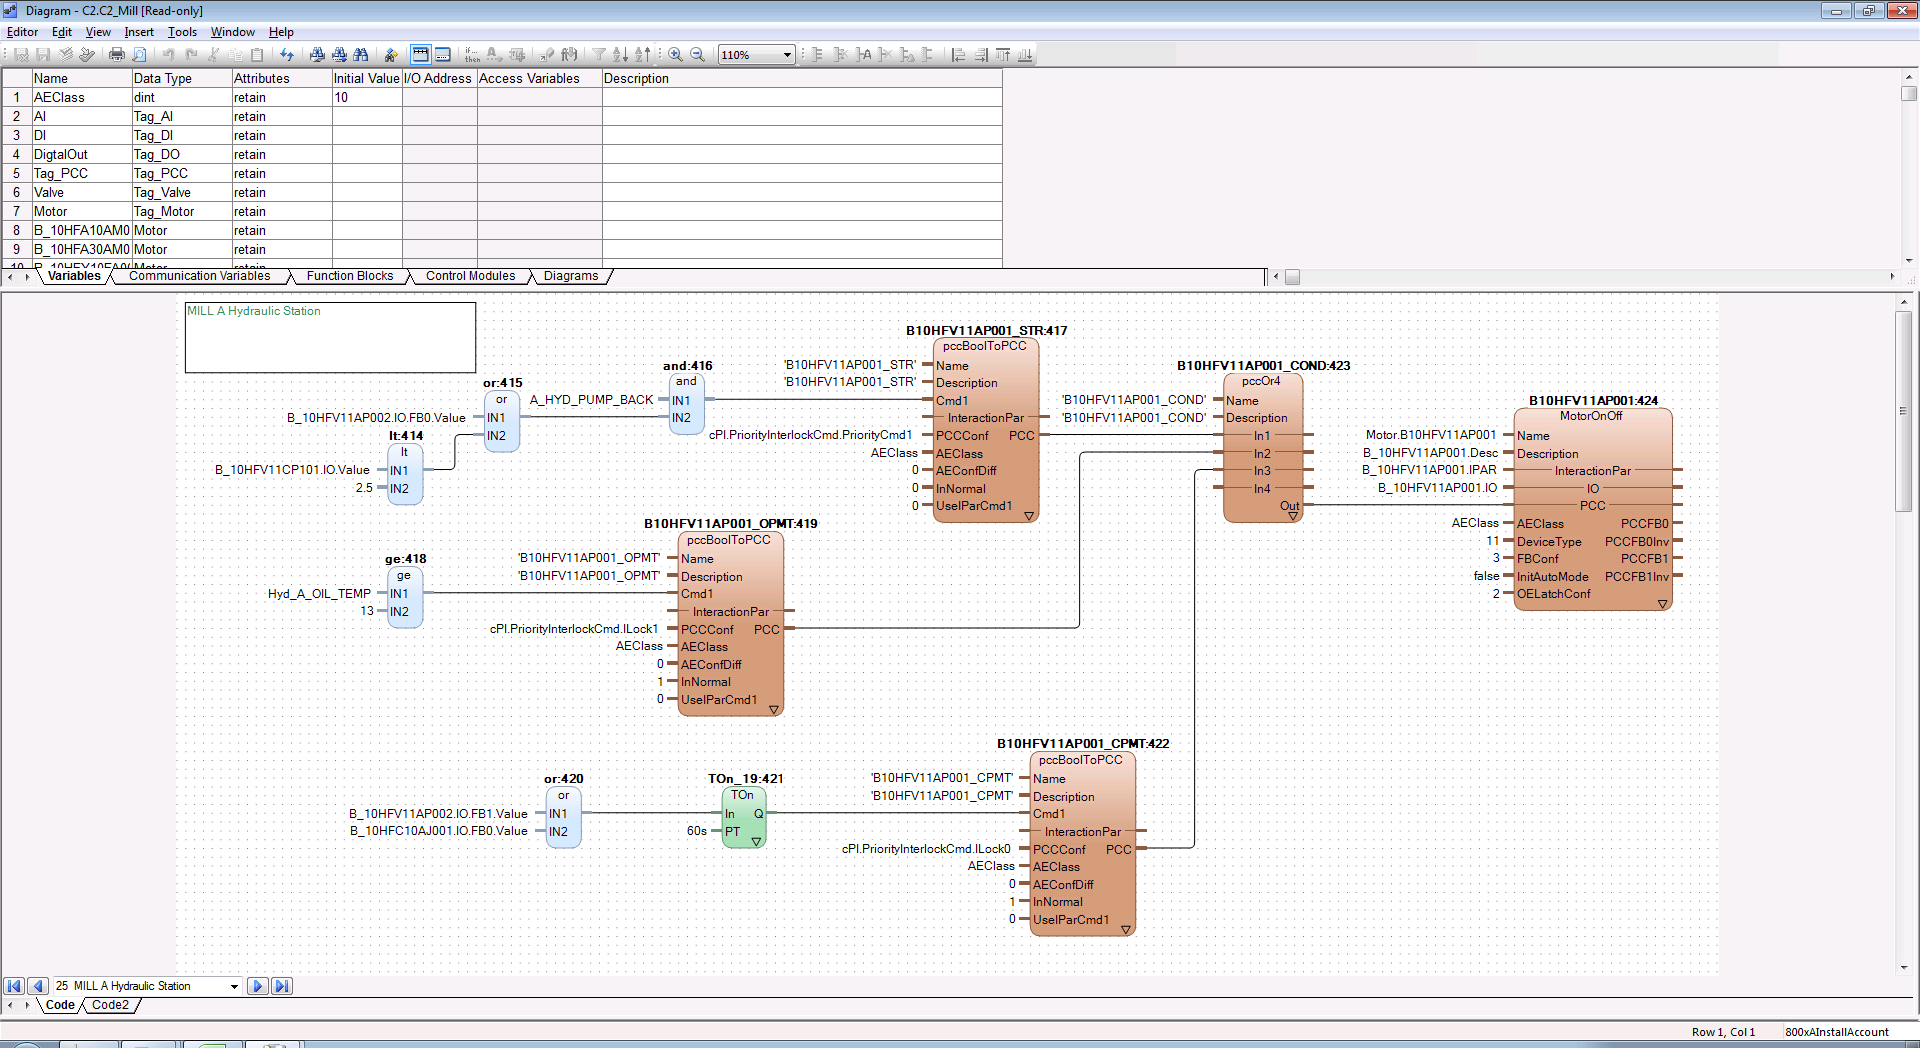 Diagram - C2.C2_Mill [Read-only]
Editor Edit View Insert Tools Window Help
110%
Name Data Type Attributes Initial Value I/O Address Access Variables Description
1 AEClass dint retain 10
2 AI Tag_AI retain
3 DI Tag_DI retain
4 DigtalOut Tag_DO retain
5 Tag_PCC Tag_PCC retain
6 Valve Tag_Valve retain
7 Motor Tag_Motor retain
8 B_10HFA10AM0 Motor retain
9 B_10HFA30AM0 Motor retain
Variables Communication Variables Function Blocks Control Modules Diagrams
MILL A Hydraulic Station
or:415
or
B_10HFV11AP002.IO.FB0.Value IN1
IN2
lt:414
lt
B_10HFV11CP101.IO.Value IN1
2.5 IN2
and:416
and
A_HYD_PUMP_BACK IN1
IN2
B10HFV11AP001_STR:417
pccBoolToPCC
'B10HFV11AP001_STR' Name
'B10HFV11AP001_STR' Description
Cmd1
InteractionPar
cPI.PriorityInterlockCmd.PriorityCmd1 PCCConf PCC
AEClass AEClass
0 AEConfDiff
0 InNormal
0 UseIParCmd1
B10HFV11AP001_COND:423
pccOr4
'B10HFV11AP001_COND' Name
'B10HFV11AP001_COND' Description
In1
In2
In3
In4
Out
B10HFV11AP001:424
MotorOnOff
Motor.B10HFV11AP001 Name
B_10HFV11AP001.Desc Description
B_10HFV11AP001.IPAR InteractionPar
B_10HFV11AP001.IO IO
PCC
AEClass AEClass PCCFB0
11 DeviceType PCCFB0Inv
3 FBConf PCCFB1
false InitAutoMode PCCFB1Inv
2 OELatchConf
ge:418
ge
Hyd_A_OIL_TEMP IN1
13 IN2
B10HFV11AP001_OPMT:419
pccBoolToPCC
'B10HFV11AP001_OPMT' Name
'B10HFV11AP001_OPMT' Description
Cmd1
InteractionPar
cPI.PriorityInterlockCmd.ILock1 PCCConf PCC
AEClass AEClass
0 AEConfDiff
1 InNormal
0 UseIParCmd1
or:420
or
B_10HFV11AP002.IO.FB1.Value IN1
B_10HFC10AJ001.IO.FB0.Value IN2
TOn_19:421
TOn
In Q
60s PT
B10HFV11AP001_CPMT:422
pccBoolToPCC
'B10HFV11AP001_CPMT' Name
'B10HFV11AP001_CPMT' Description
Cmd1
InteractionPar
cPI.PriorityInterlockCmd.ILock0 PCCConf PCC
AEClass AEClass
0 AEConfDiff
1 InNormal
0 UseIParCmd1
25 MILL A Hydraulic Station
Code Code2
Row 1, Col 1 800xAInstallAccount